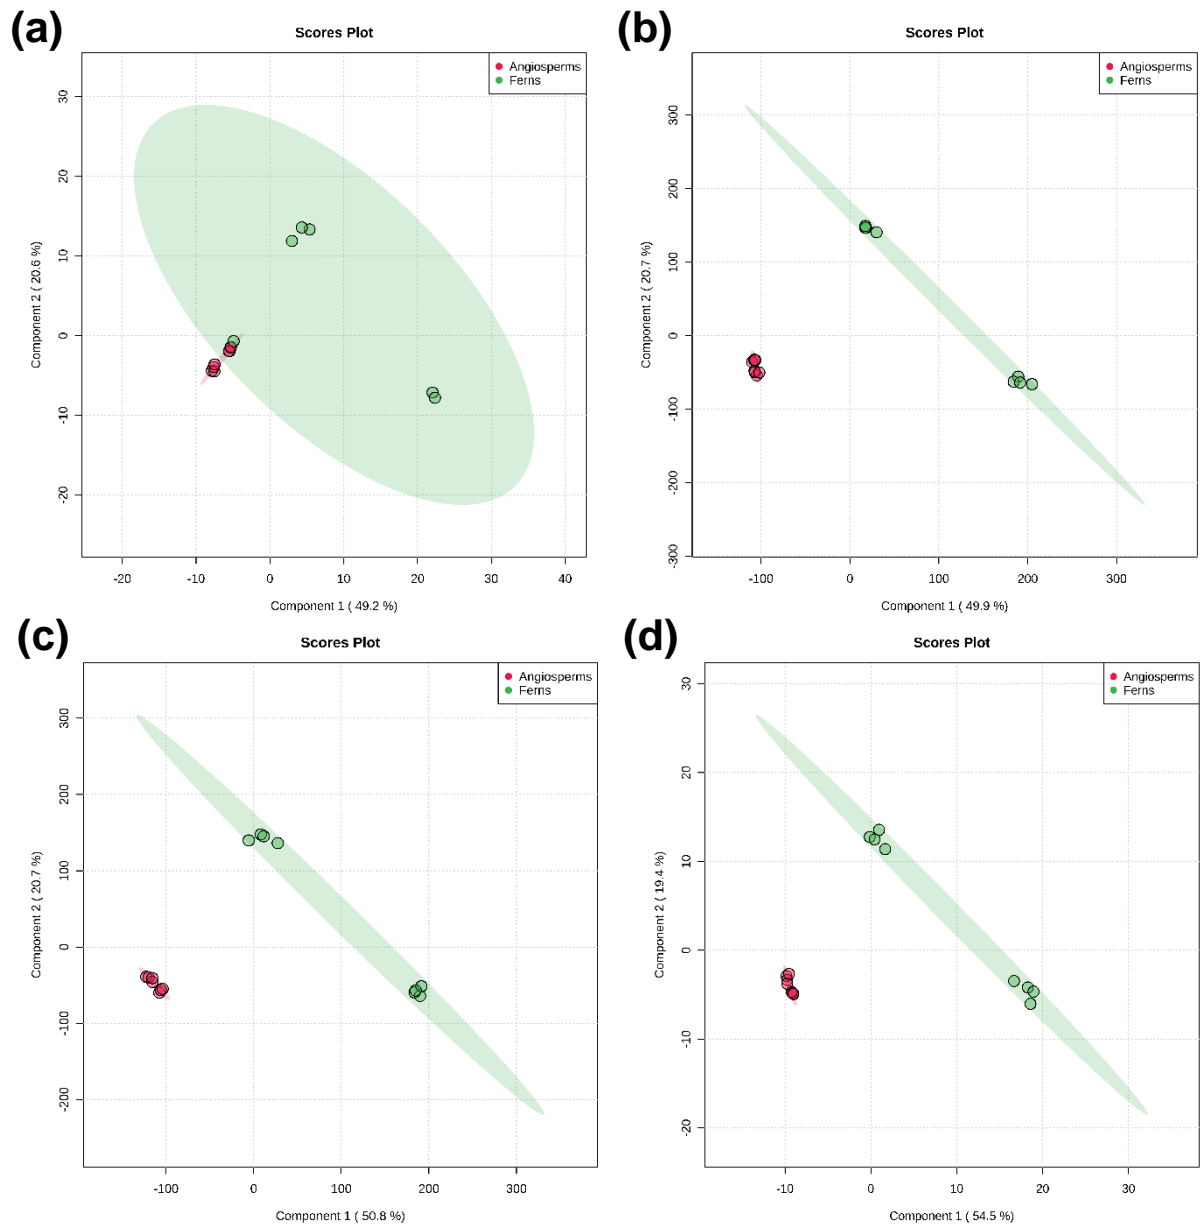 (a)
Scores Plot
Angiosperms
Ferns
Component 2 ( 20.6 %)
30
20
10
0
-10
-20
-20 -10 0 10 20 30 40
Component 1 ( 49.2 %)
(b)
Scores Plot
Angiosperms
Ferns
Component 2 ( 20.7 %)
300
200
100
0
-100
-200
-300
-100 0 100 200 300
Component 1 ( 49.9 %)
(c)
Scores Plot
Angiosperms
Ferns
Component 2 ( 20.7 %)
300
200
100
0
-100
-200
-100 0 100 200 300
Component 1 ( 50.8 %)
(d)
Scores Plot
Angiosperms
Ferns
Component 2 ( 19.4 %)
30
20
10
0
-10
-20
-10 0 10 20 30
Component 1 ( 54.5 %)